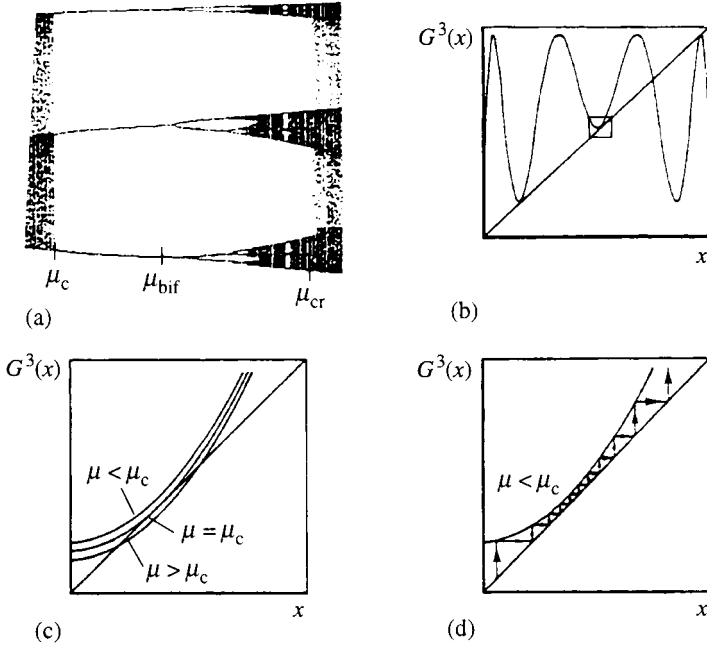 μc
μbif
μcr
(a)
G³(x)
x
(b)
G³(x)
μ < μc
μ = μc
μ > μc
x
(c)
G³(x)
μ < μc
x
(d)